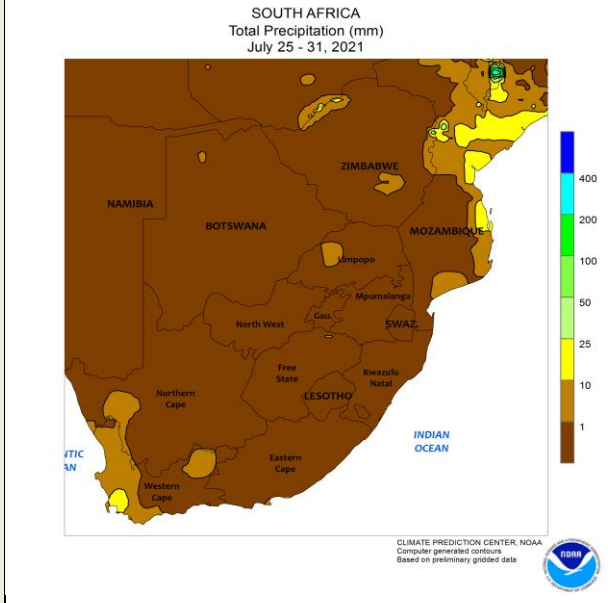 SOUTH AFRICA
Total Precipitation (mm)
July 25 - 31, 2021
ZIMBABWE
NAMIBIA
BOTSWANA
MOZAMBIQUE
Limpopo
Mpumalanga
North West
Gau.
SWAZ.
Free
State
Kwazulu
Natal
Northern
Cape
LESOTHO
Eastern
Cape
Western
Cape
NTIC
AN
INDIAN
OCEAN
400
200
100
50
25
10
1
CLIMATE PREDICTION CENTER, NOAA
Computer generated contours
Based on preliminary gridded data
NOAA